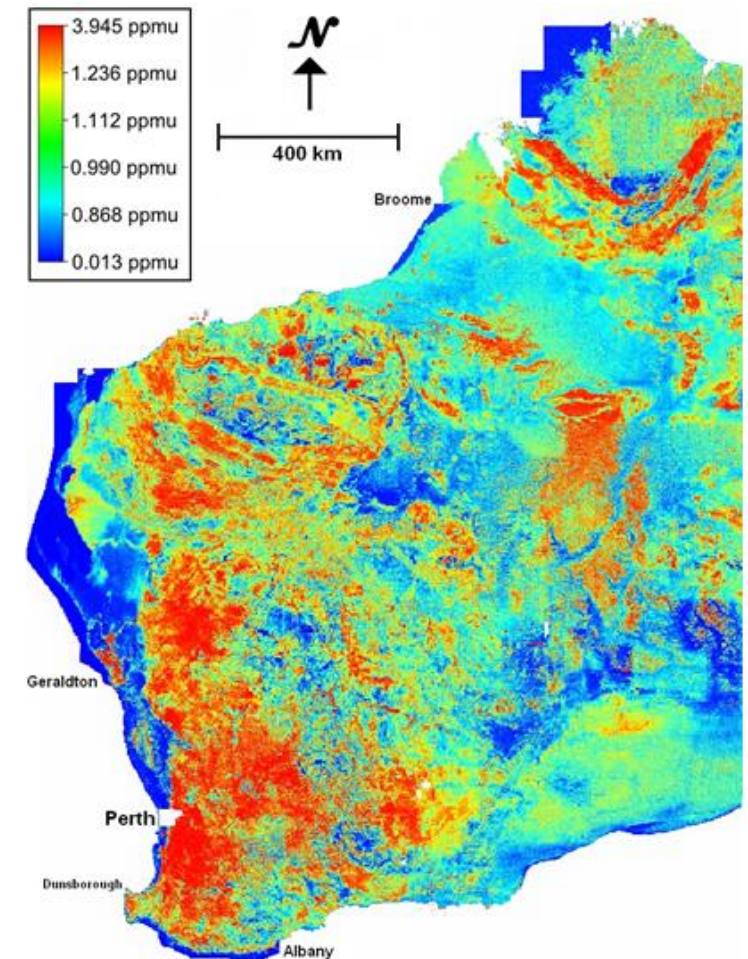 3.945 ppmu
1.236 ppmu
1.112 ppmu
0.990 ppmu
0.868 ppmu
0.013 ppmu
N
400 km
Broome
Geraldton
Perth
Dunsborough
Albany